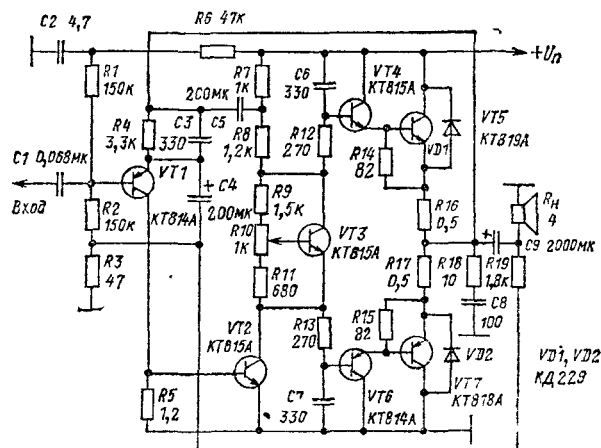 C2 4,7
R6 47к
+Uп
R1
150к
R7
1к
C6
330
VT4
КТ815А
200мк
VT5
КТ819А
R4
3,3к
C3
330
C5
R8
1,2к
R12
270
VD1
R14
82
C1 0,068мк
VT1
C4
200мк
R9
1,5к
R16
0,5
Rн
4
Вход
R2
150к
КТ814А
R10
1к
VT3
КТ815А
C9 2000мк
R3
47
R11
680
R17
0,5
R18
10
R19
1,8к
VT2
КТ815А
R13
270
R15
82
C8
100
VD2
VD1, VD2
КД229
R5
1,2
C7
330
VT6
КТ814А
VT7
КТ818А